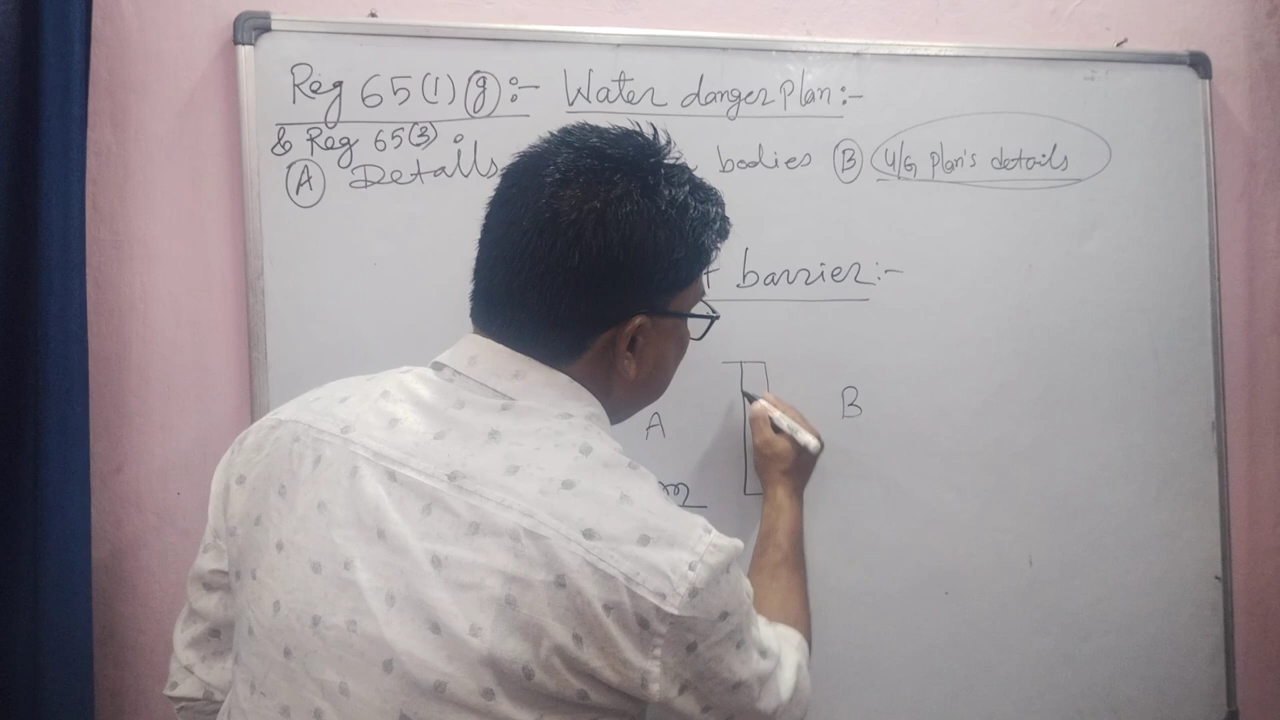 Reg 65(1)(g):- Water danger Plan:-
& Reg 65(3):
(A) Details bodies (B) U/G Plan's details
barrier:-
A B